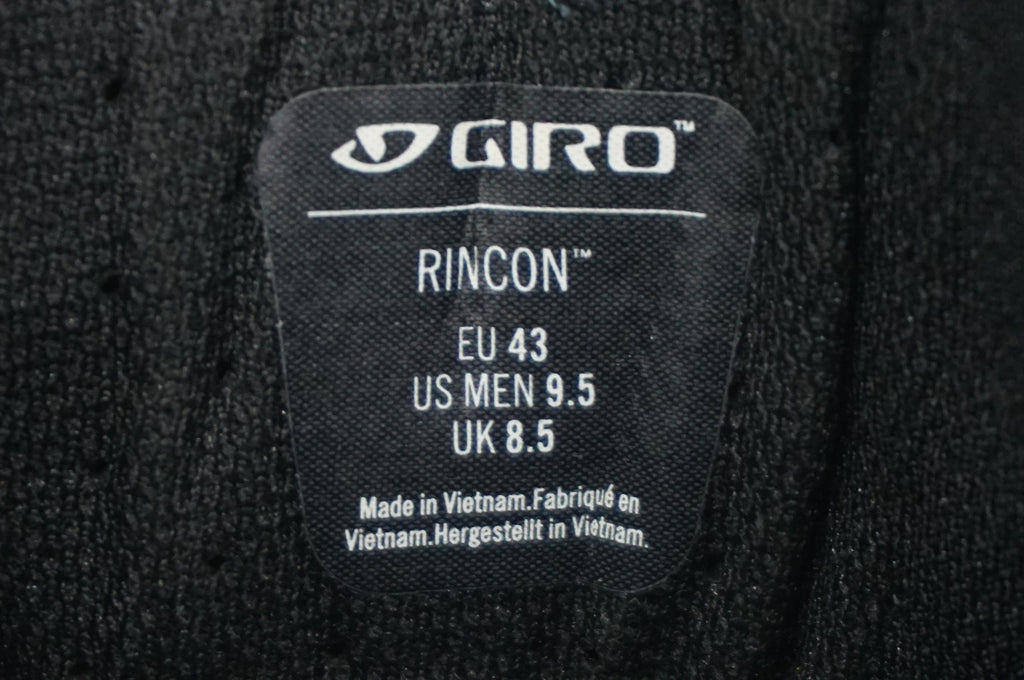 GIRO™
RINCON™
EU 43
US MEN 9.5
UK 8.5
Made in Vietnam.Fabriqué en
Vietnam.Hergestellt in Vietnam.